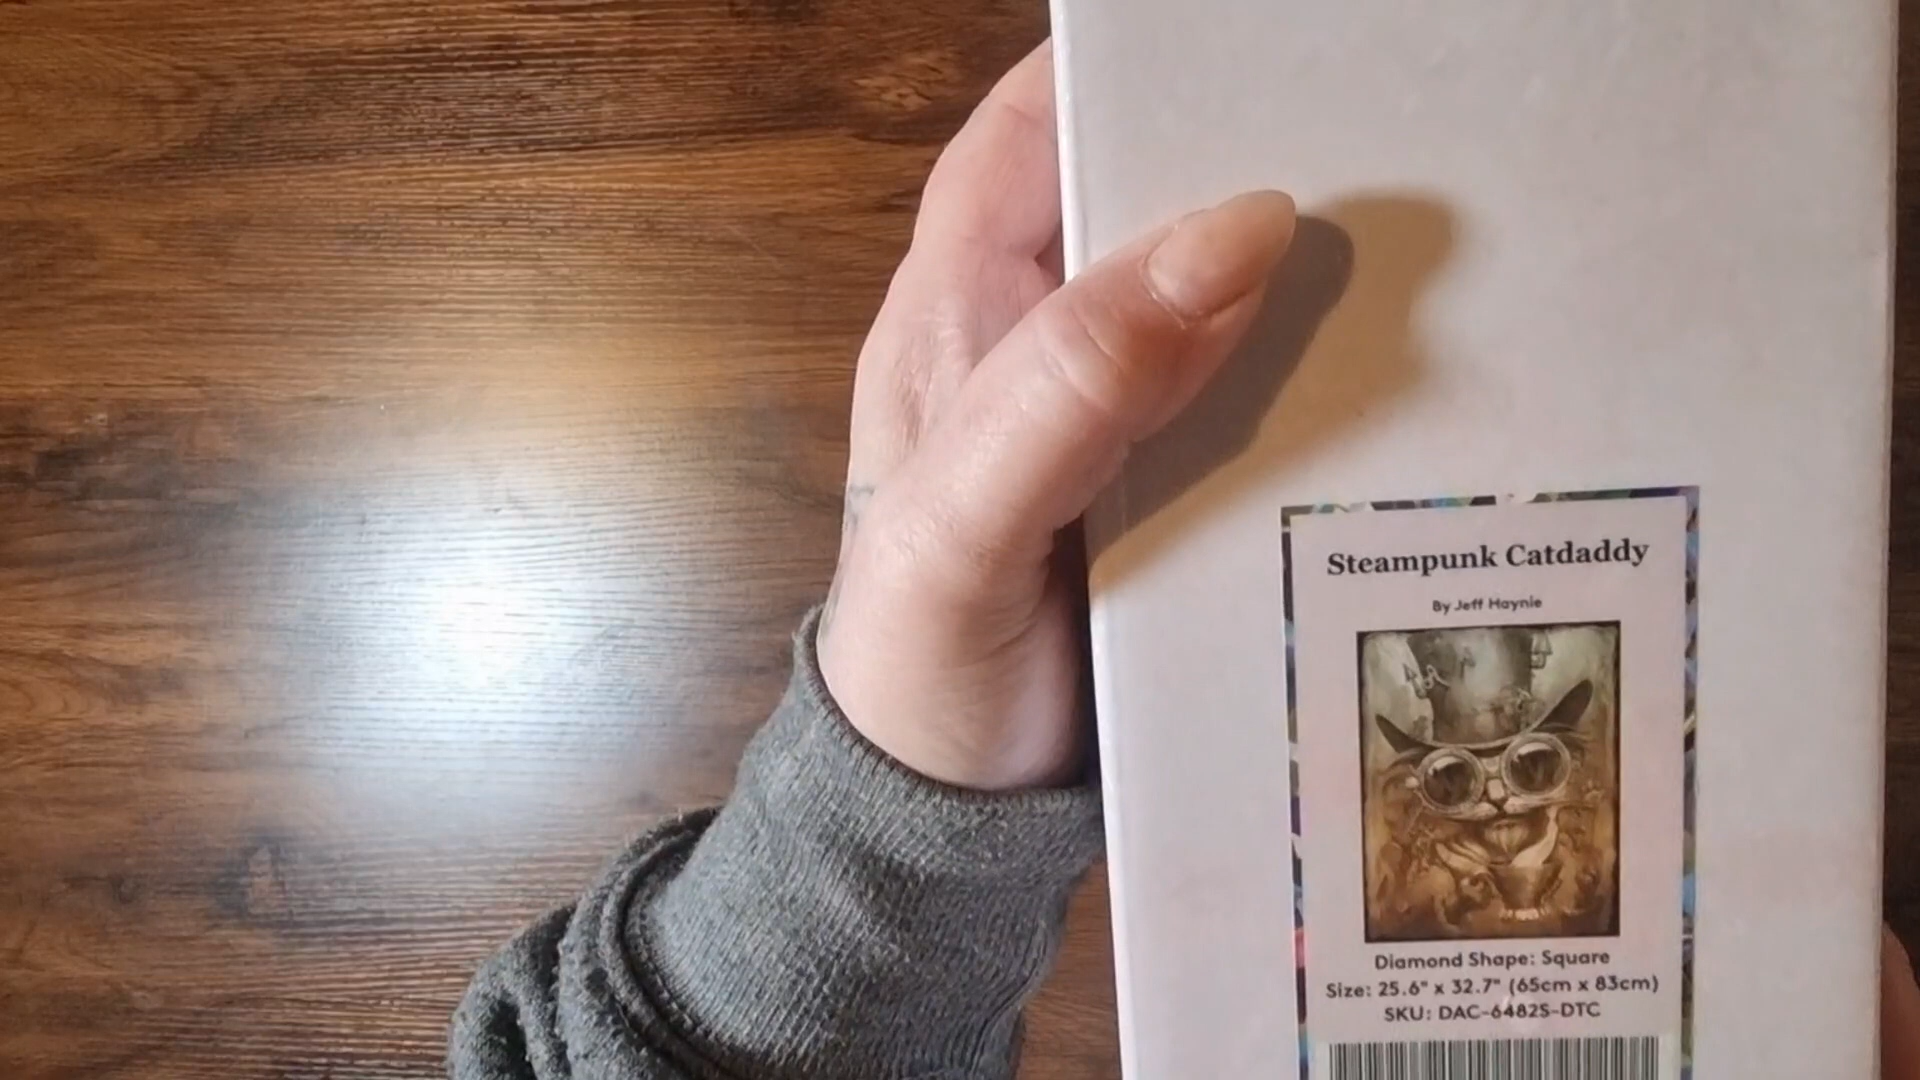 Steampunk Catdaddy
By Jeff Haynie
Diamond Shape: Square
Size: 25.6" x 32.7" (65cm x 83cm)
SKU: DAC-6482S-DTC